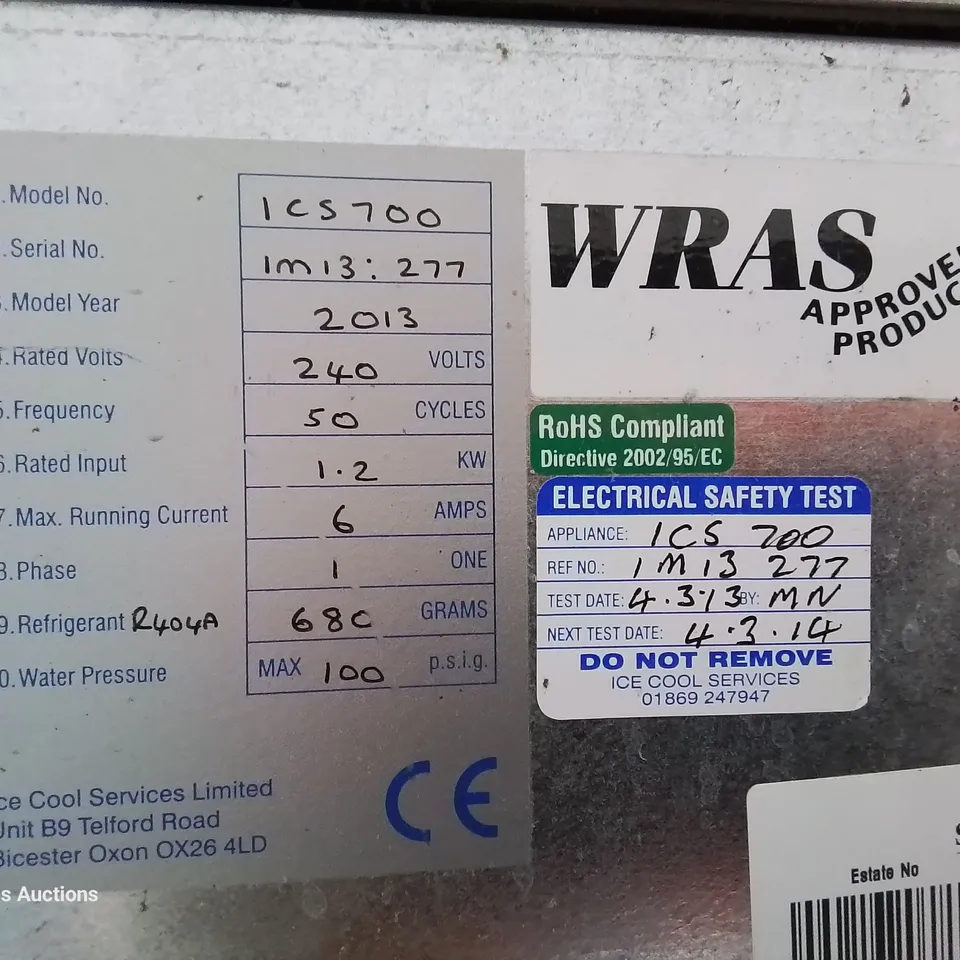 .Model No. ICS700
.Serial No. 1M13: 277
.Model Year 2013
.Rated Volts 240 VOLTS
5.Frequency 50 CYCLES
6.Rated Input 1.2 KW
7.Max. Running Current 6 AMPS
8.Phase 1 ONE
9.Refrigerant R404A 680 GRAMS
0.Water Pressure MAX 100 p.s.i.g.
ce Cool Services Limited
Unit B9 Telford Road
Bicester Oxon OX26 4LD
CE
WRAS
APPROVED
PRODUC
RoHS Compliant
Directive 2002/95/EC
ELECTRICAL SAFETY TEST
APPLIANCE: ICS 700
REF NO.: 1M13 277
TEST DATE: 4.3.13 BY: MN
NEXT TEST DATE: 4.3.14
DO NOT REMOVE
ICE COOL SERVICES
01869 247947
Estate No
s Auctions